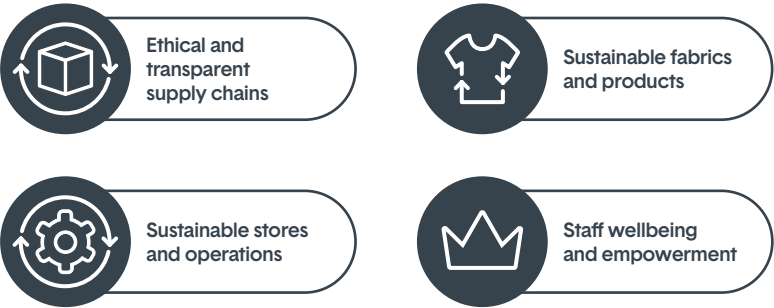 Ethical and
transparent
supply chains
Sustainable fabrics
and products
Sustainable stores
and operations
Staff wellbeing
and empowerment